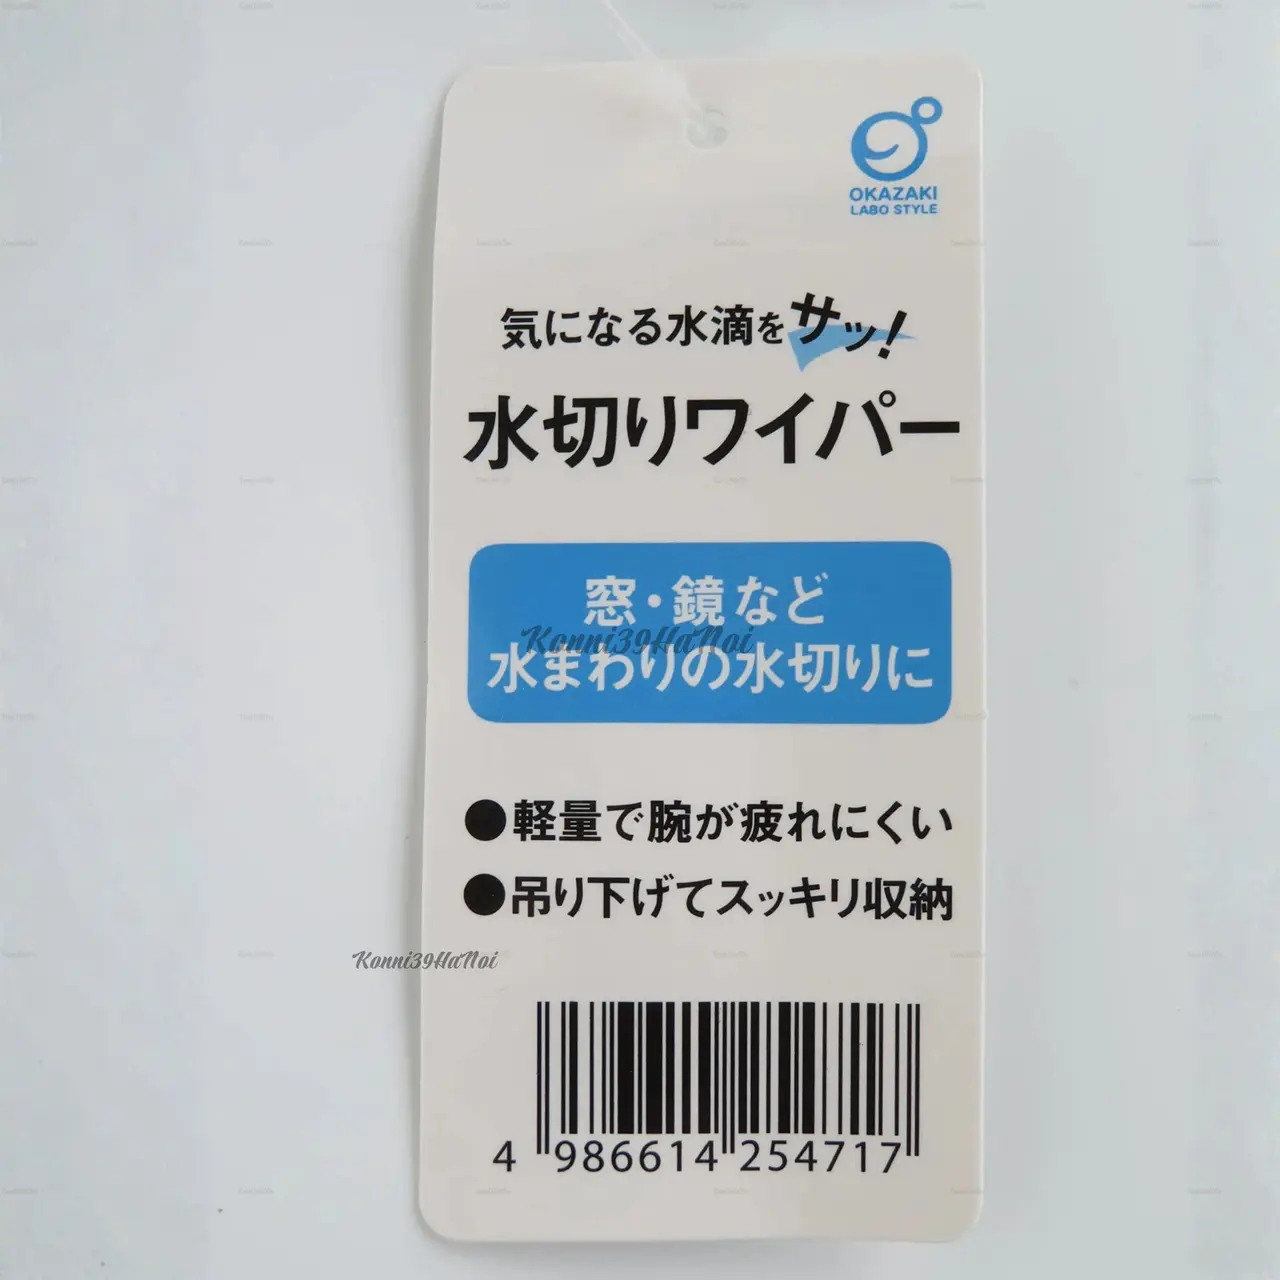 OKAZAKI
LABO STYLE
気になる水滴をサッ!
水切りワイパー
窓・鏡など
Konni39HaNoi
水まわりの水切りに
●軽量で腕が疲れにくい
●吊り下げてスッキリ収納
Konni39HaNoi
4 986614 254717